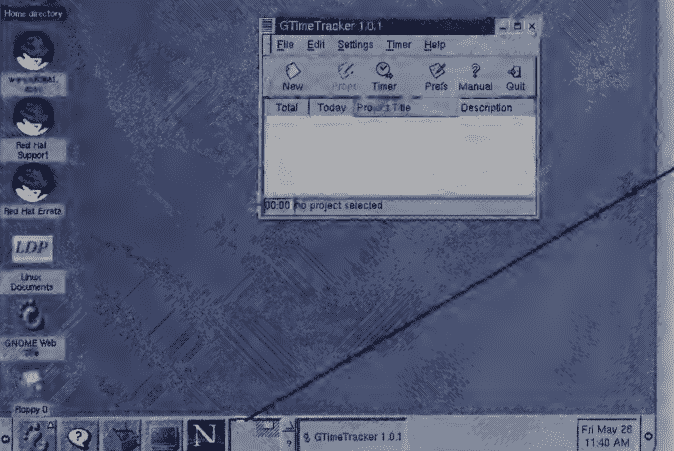 Home directory
Red Hat
Support
Red Hat Errata
LDP
Linux
Documents
GNOME Web
Floppy 0
GTimeTracker 1.0.1
File Edit Settings Timer Help
New Timer Prefs Manual Quit
Total Today Project Title Description
00:00 no project selected
N
GTimeTracker 1.0.1
Fri May 28
11:40 AM